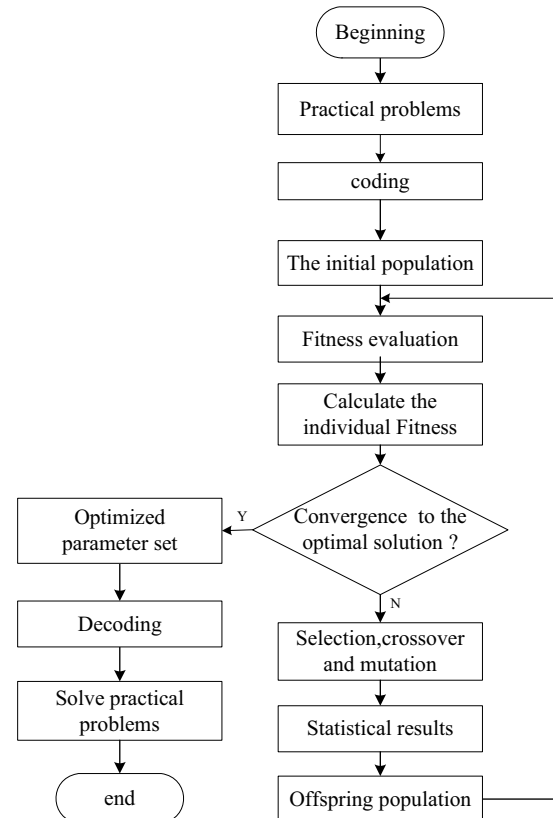 Beginning
Practical problems
coding
The initial population
Fitness evaluation
Calculate the
individual Fitness
Convergence to the
optimal solution ?
Y
N
Optimized
parameter set
Decoding
Solve practical
problems
end
Selection,crossover
and mutation
Statistical results
Offspring population